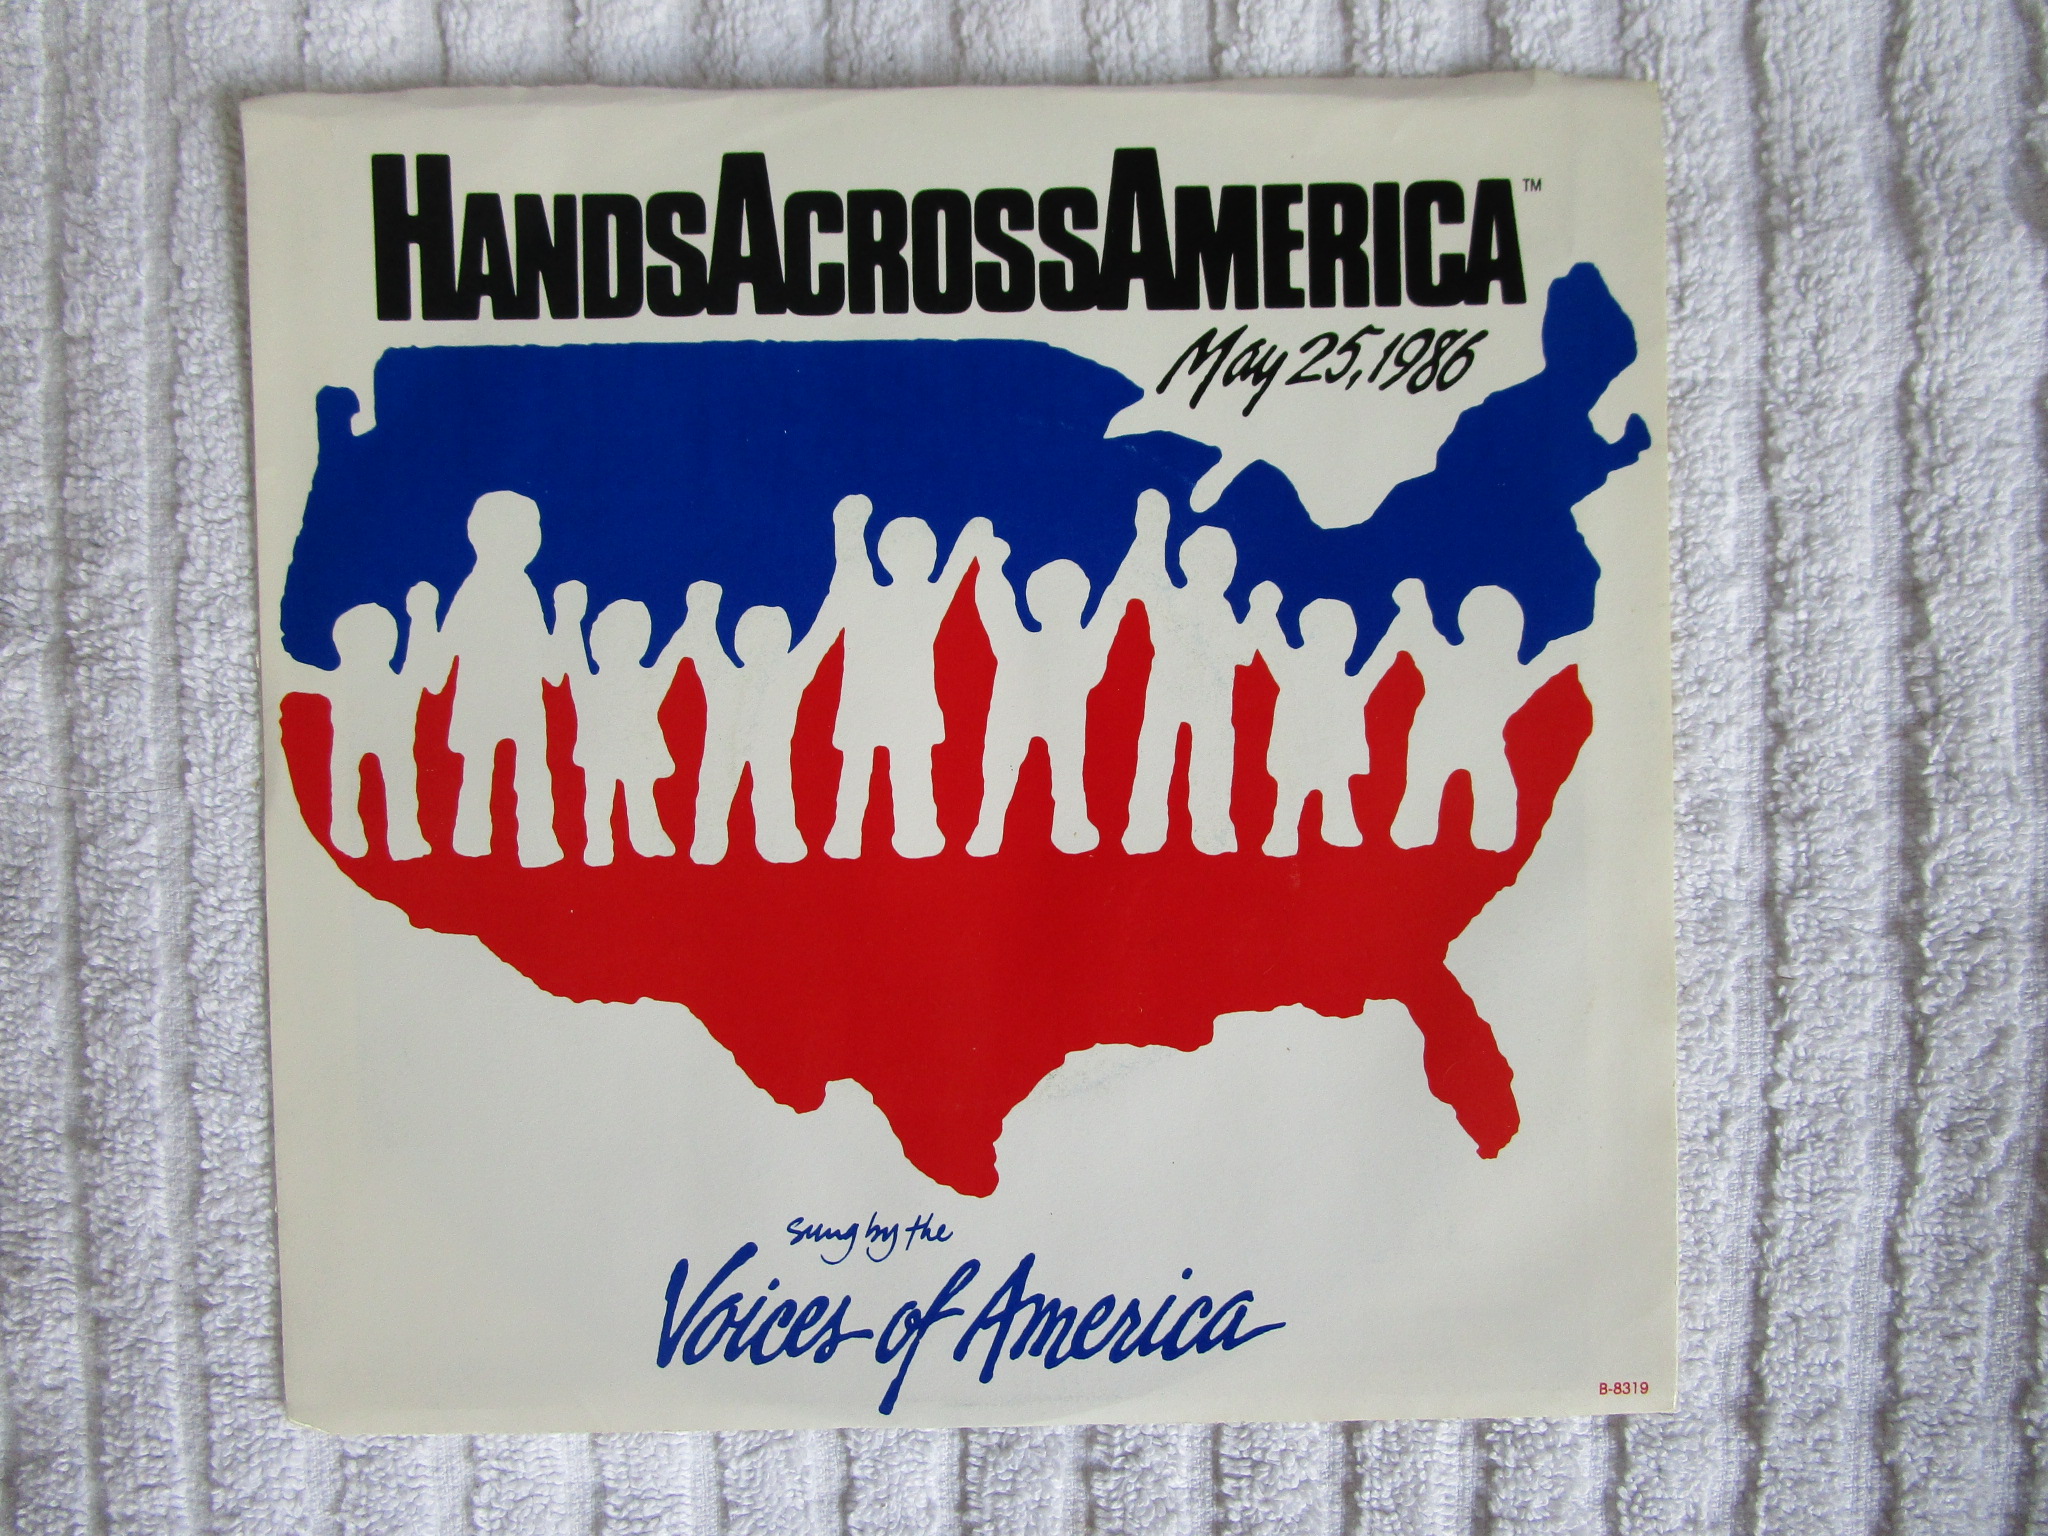 HANDSACROSSAMERICA™
May 25, 1986
sung by the
Voices of America
B-8319